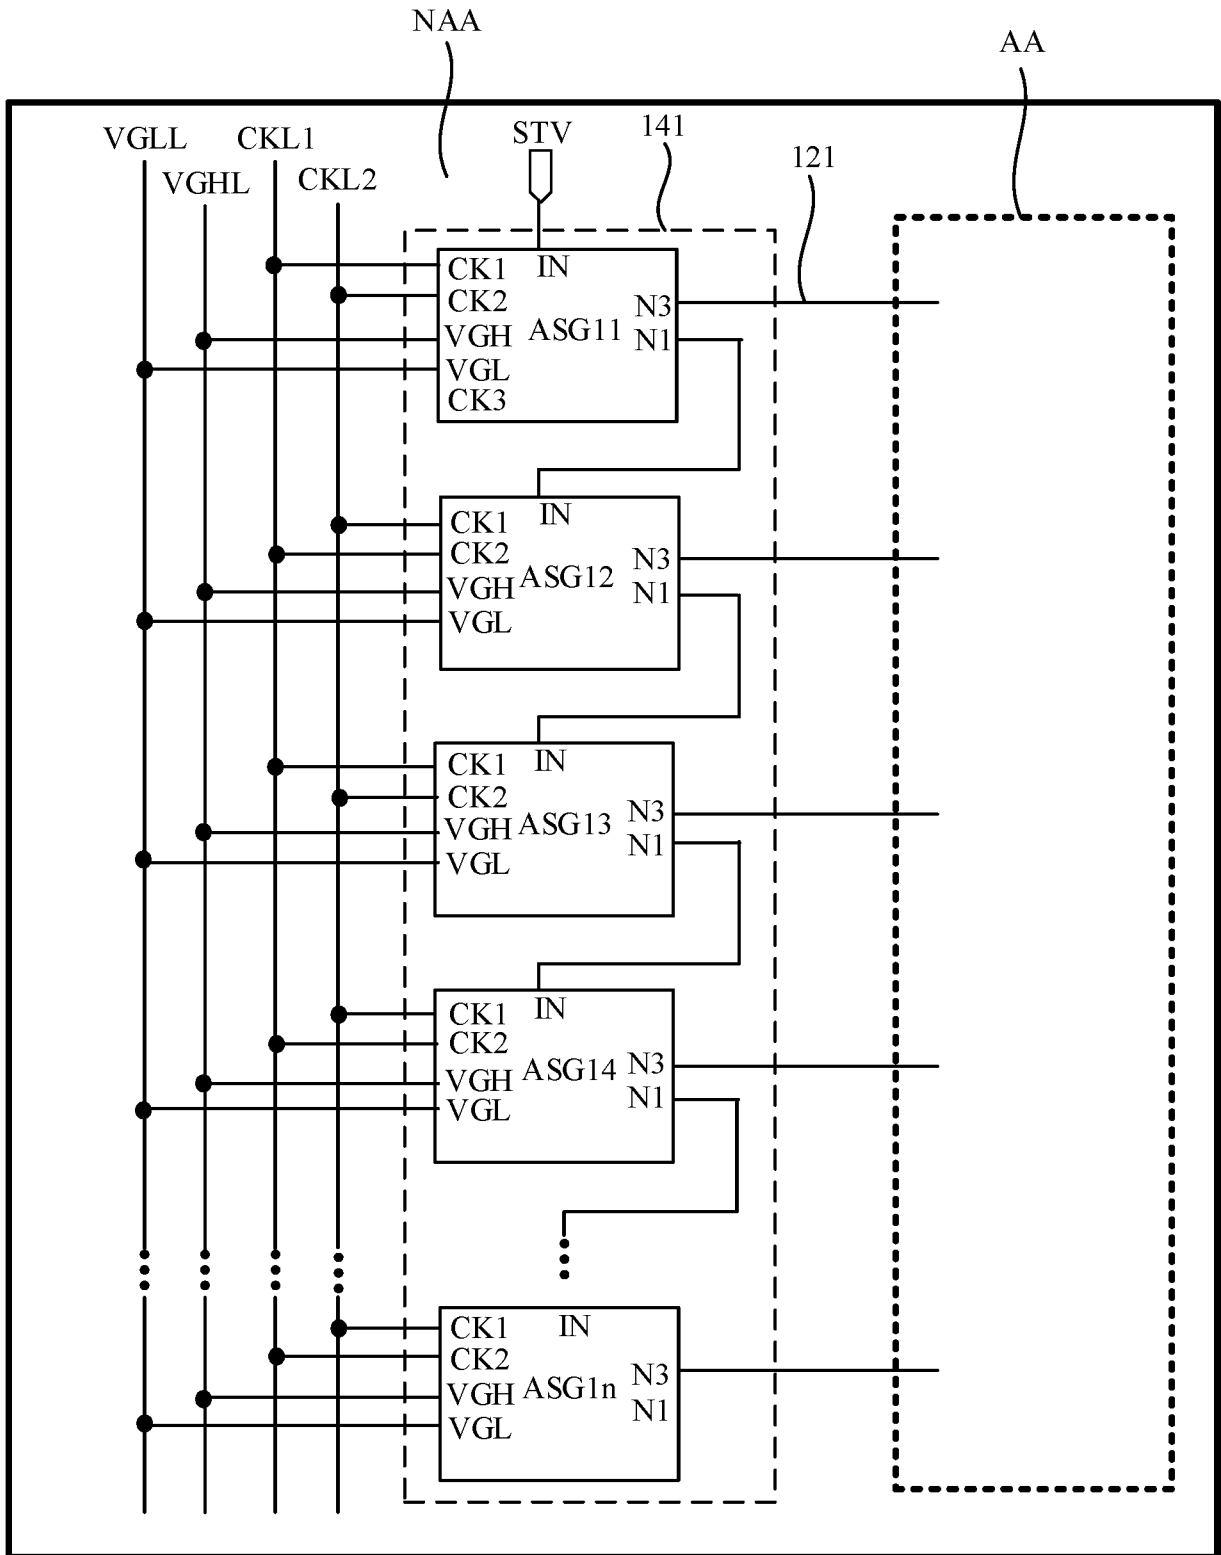 NAA
AA
VGLL
CKL1
STV
141
121
VGHL
CKL2
CK1
IN
CK2
N3
VGH
ASG11
N1
VGL
CK3
CK1
IN
CK2
N3
VGH
ASG12
N1
VGL
CK1
IN
CK2
N3
VGH
ASG13
N1
VGL
CK1
IN
CK2
N3
VGH
ASG14
N1
VGL
CK1
IN
CK2
N3
VGH
ASG1n
N1
VGL